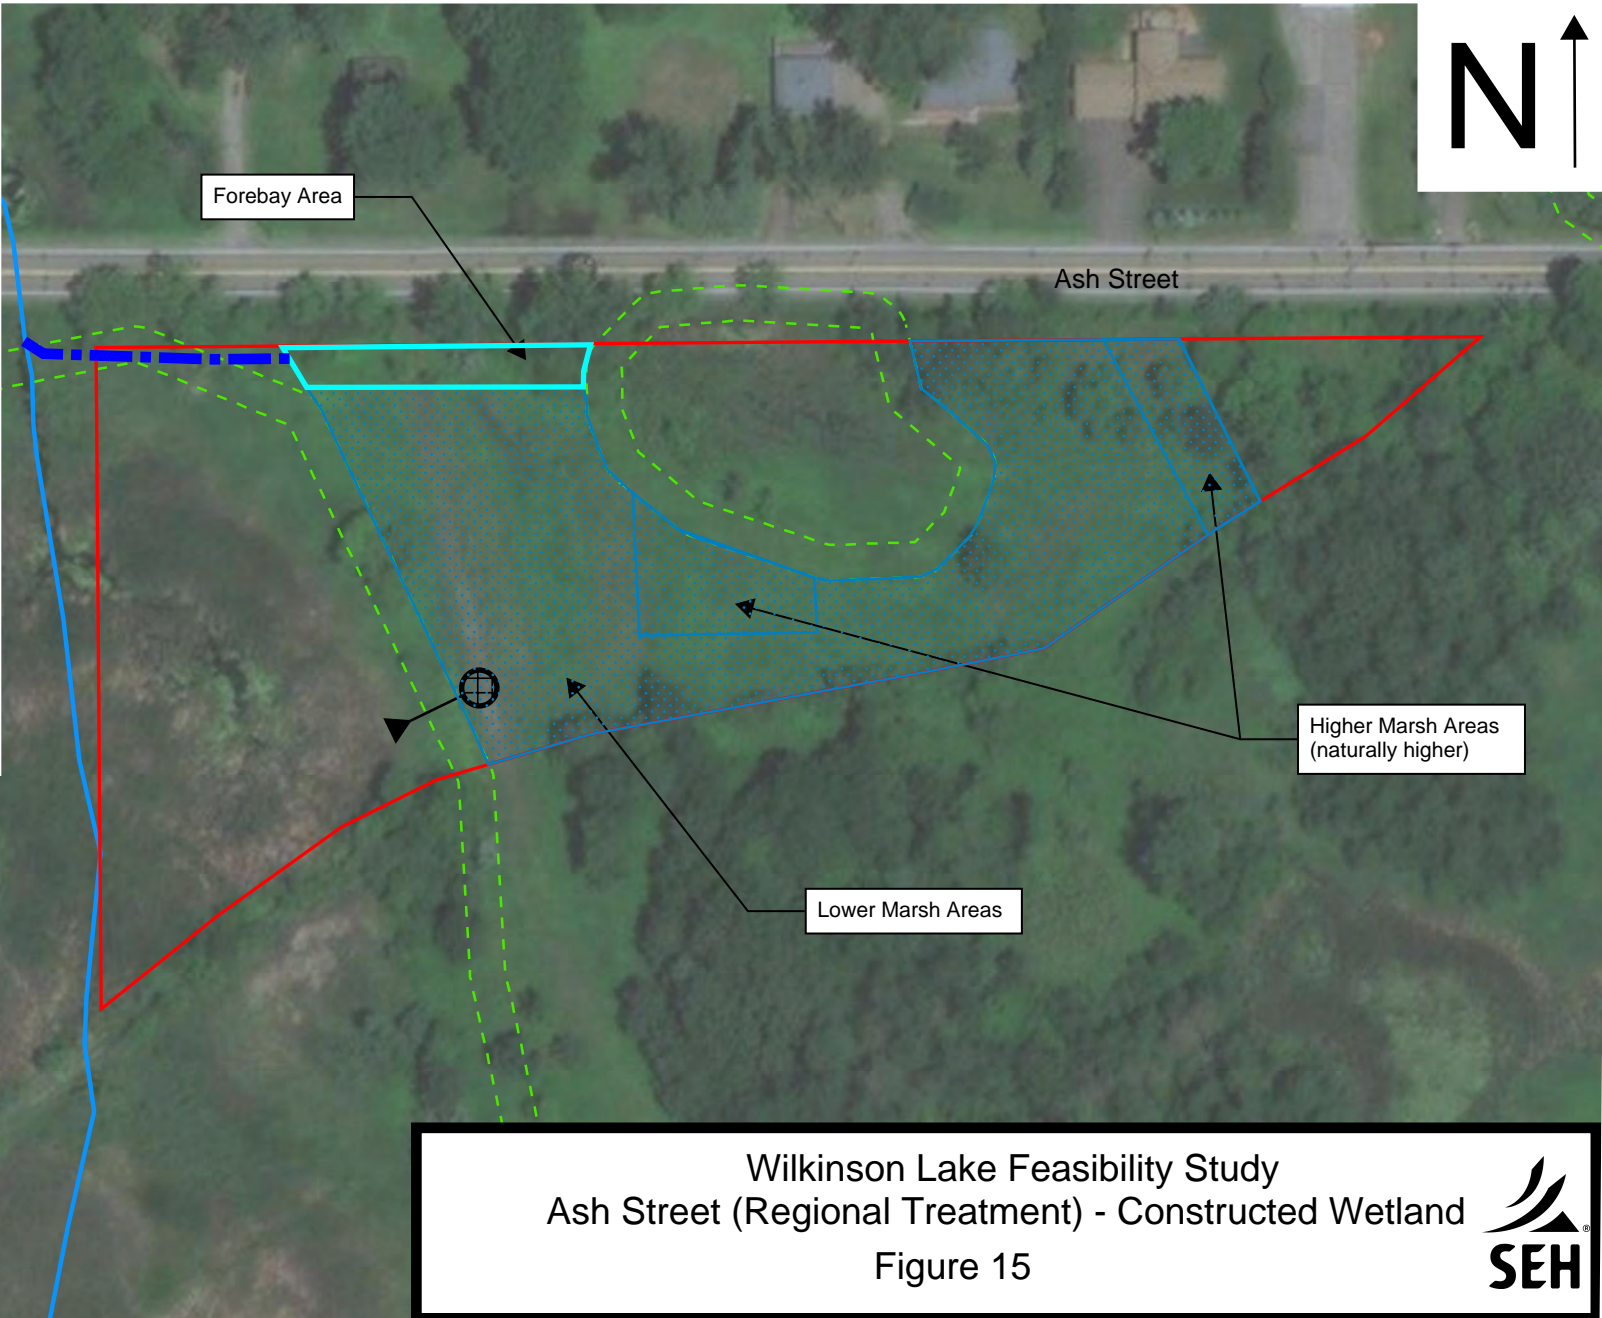 N
Forebay Area
Ash Street
Higher Marsh Areas
(naturally higher)
Lower Marsh Areas
Wilkinson Lake Feasibility Study
Ash Street (Regional Treatment) - Constructed Wetland
Figure 15
SEH®